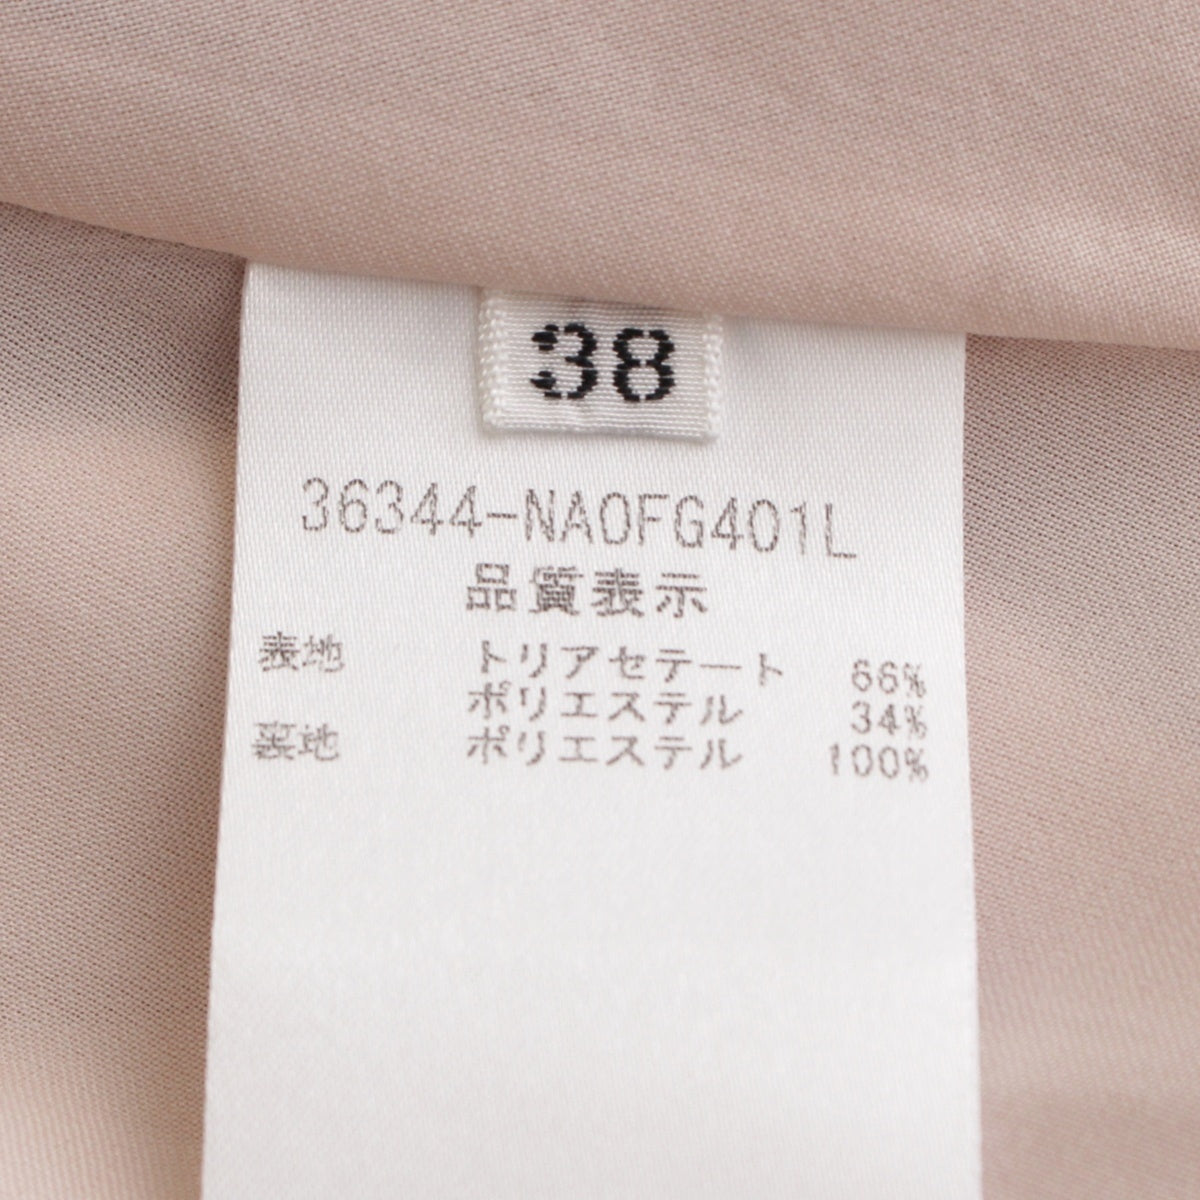 38
36344-NA0FG401L
品質表示
表地 トリアセテート 66%
ポリエステル 34%
裏地 ポリエステル 100%